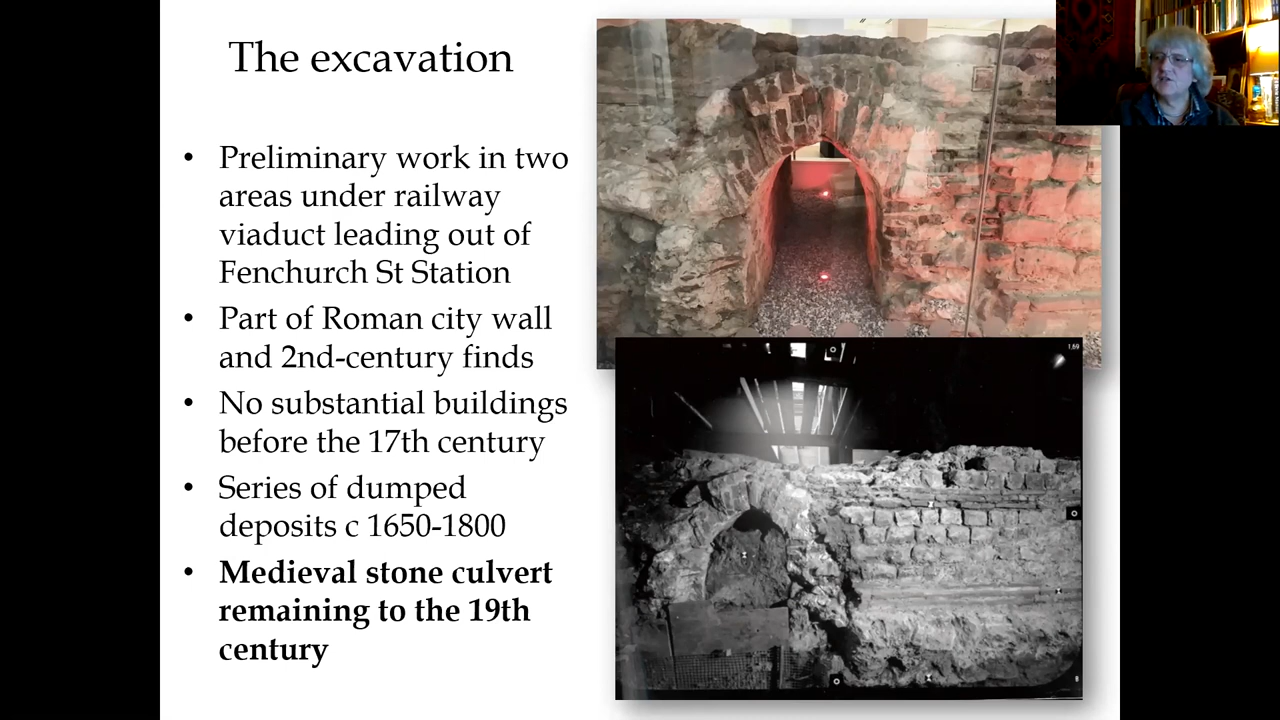 The excavation
• Preliminary work in two
areas under railway
viaduct leading out of
Fenchurch St Station
• Part of Roman city wall
and 2nd-century finds
• No substantial buildings
before the 17th century
• Series of dumped
deposits c 1650-1800
• Medieval stone culvert
remaining to the 19th
century
1.69